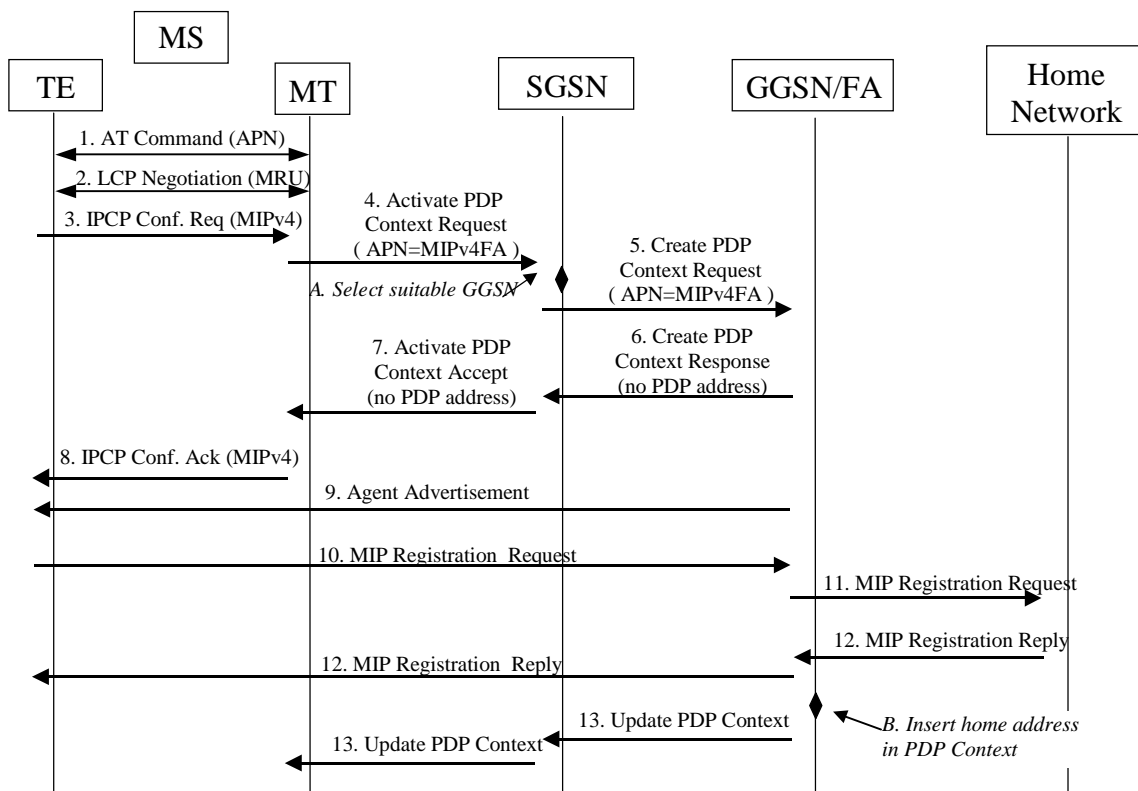 MS
TE
MT
SGSN
GGSN/FA
Home
Network
1. AT Command (APN)
2. LCP Negotiation (MRU)
3. IPCP Conf. Req (MIPv4)
4. Activate PDP
Context Request
( APN=MIPv4FA )
A. Select suitable GGSN
5. Create PDP
Context Request
( APN=MIPv4FA )
6. Create PDP
Context Response
(no PDP address)
7. Activate PDP
Context Accept
(no PDP address)
8. IPCP Conf. Ack (MIPv4)
9. Agent Advertisement
10. MIP Registration Request
11. MIP Registration Request
12. MIP Registration Reply
12. MIP Registration Reply
B. Insert home address
in PDP Context
13. Update PDP Context
13. Update PDP Context